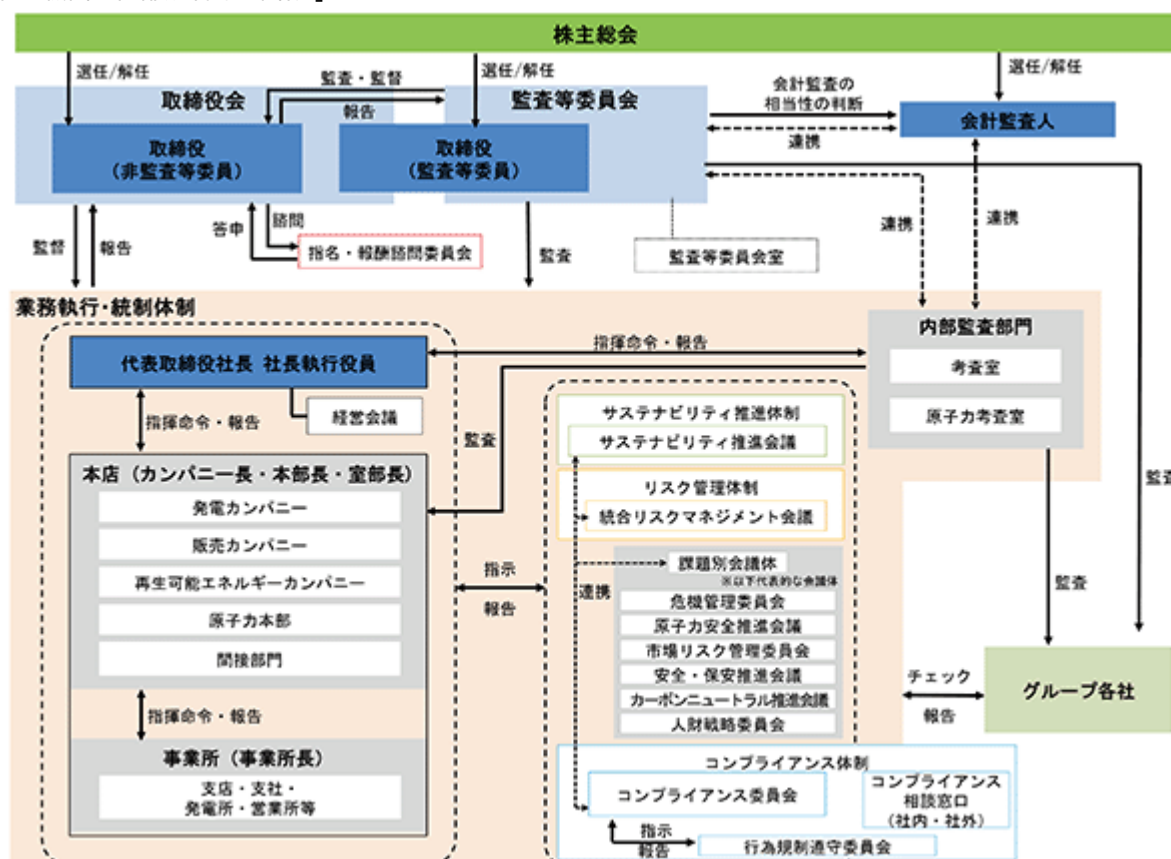 株主総会
選任/解任
監査・監督
選任/解任
会計監査の
相当性の判断
選任/解任
取締役会
報告
監査等委員会
会計監査人
取締役
(非監査等委員)
取締役
(監査等委員)
連携
監督
報告
答申
諮問
指名・報酬諮問委員会
監査
監査等委員会室
連携
連携
業務執行・統制体制
内部監査部門
考査室
原子力考査室
代表取締役社長 社長執行役員
指揮命令・報告
経営会議
指揮命令・報告
監査
サステナビリティ推進体制
サステナビリティ推進会議
リスク管理体制
統合リスクマネジメント会議
本店（カンパニー長・本部長・室部長）
発電カンパニー
販売カンパニー
再生可能エネルギーカンパニー
原子力本部
間接部門
指示
報告
連携
課題別会議体
※以下代表的な会議体
危機管理委員会
原子力安全推進会議
市場リスク管理委員会
安全・保安推進会議
カーボンニュートラル推進会議
人財戦略委員会
監査
監査
チェック
報告
グループ各社
指揮命令・報告
事業所（事業所長）
支店・支社・
発電所・営業所等
コンプライアンス体制
コンプライアンス委員会
コンプライアンス
相談窓口
（社内・社外）
指示
報告
行為規制遵守委員会